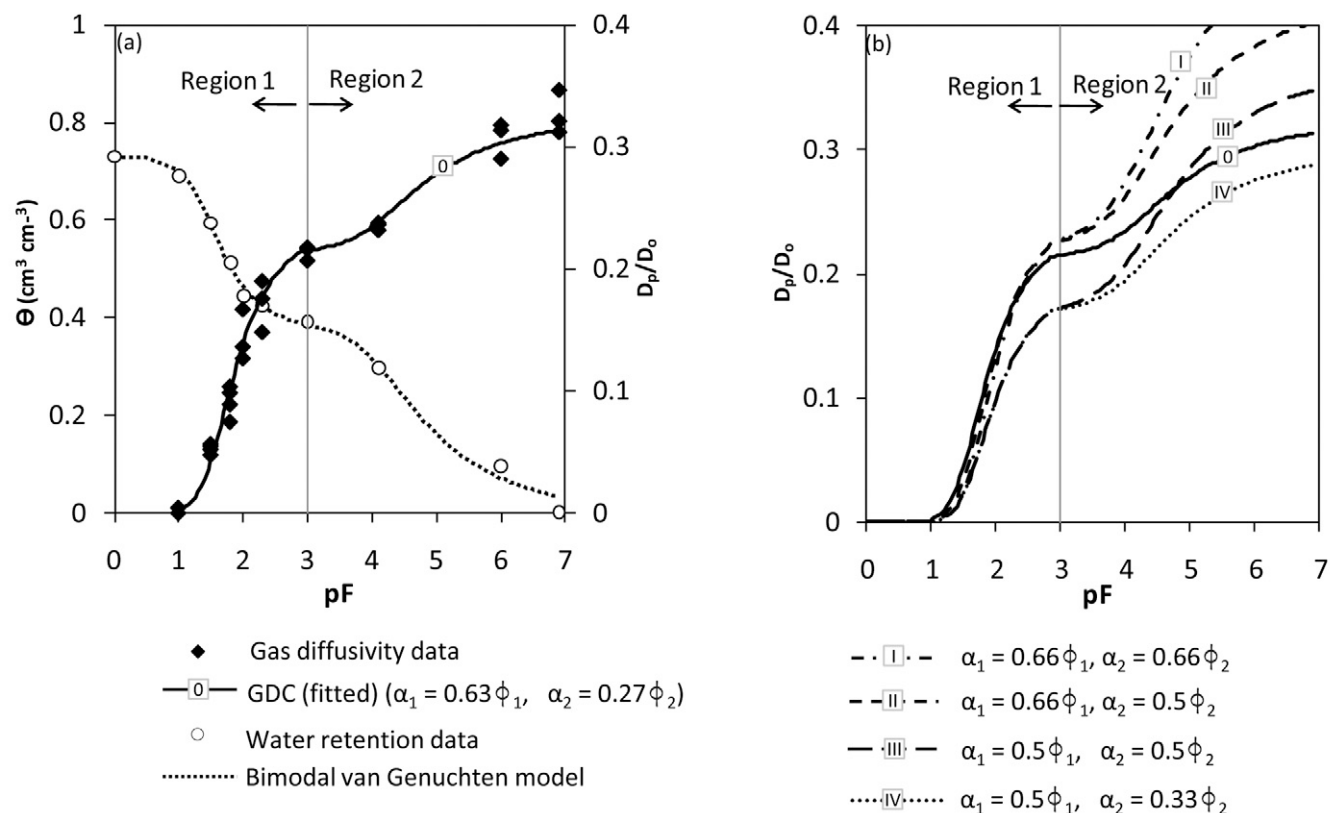 (a)
Region 1
Region 2
1
0.8
0.6
0.4
0.2
0
Θ (cm³ cm-³)
0
0.4
0.3
0.2
0.1
0
Dₚ/Dₒ
0 1 2 3 4 5 6 7
pF
◆ Gas diffusivity data
0 GDC (fitted) (α₁ = 0.63ϕ₁, α₂ = 0.27ϕ₂)
○ Water retention data
Bimodal van Genuchten model
(b)
Region 1
Region 2
0.4
0.3
0.2
0.1
0
Dₚ/Dₒ
I
II
III
0
IV
0 1 2 3 4 5 6 7
pF
I α₁ = 0.66ϕ₁, α₂ = 0.66ϕ₂
II α₁ = 0.66ϕ₁, α₂ = 0.5ϕ₂
III α₁ = 0.5ϕ₁, α₂ = 0.5ϕ₂
IV α₁ = 0.5ϕ₁, α₂ = 0.33ϕ₂